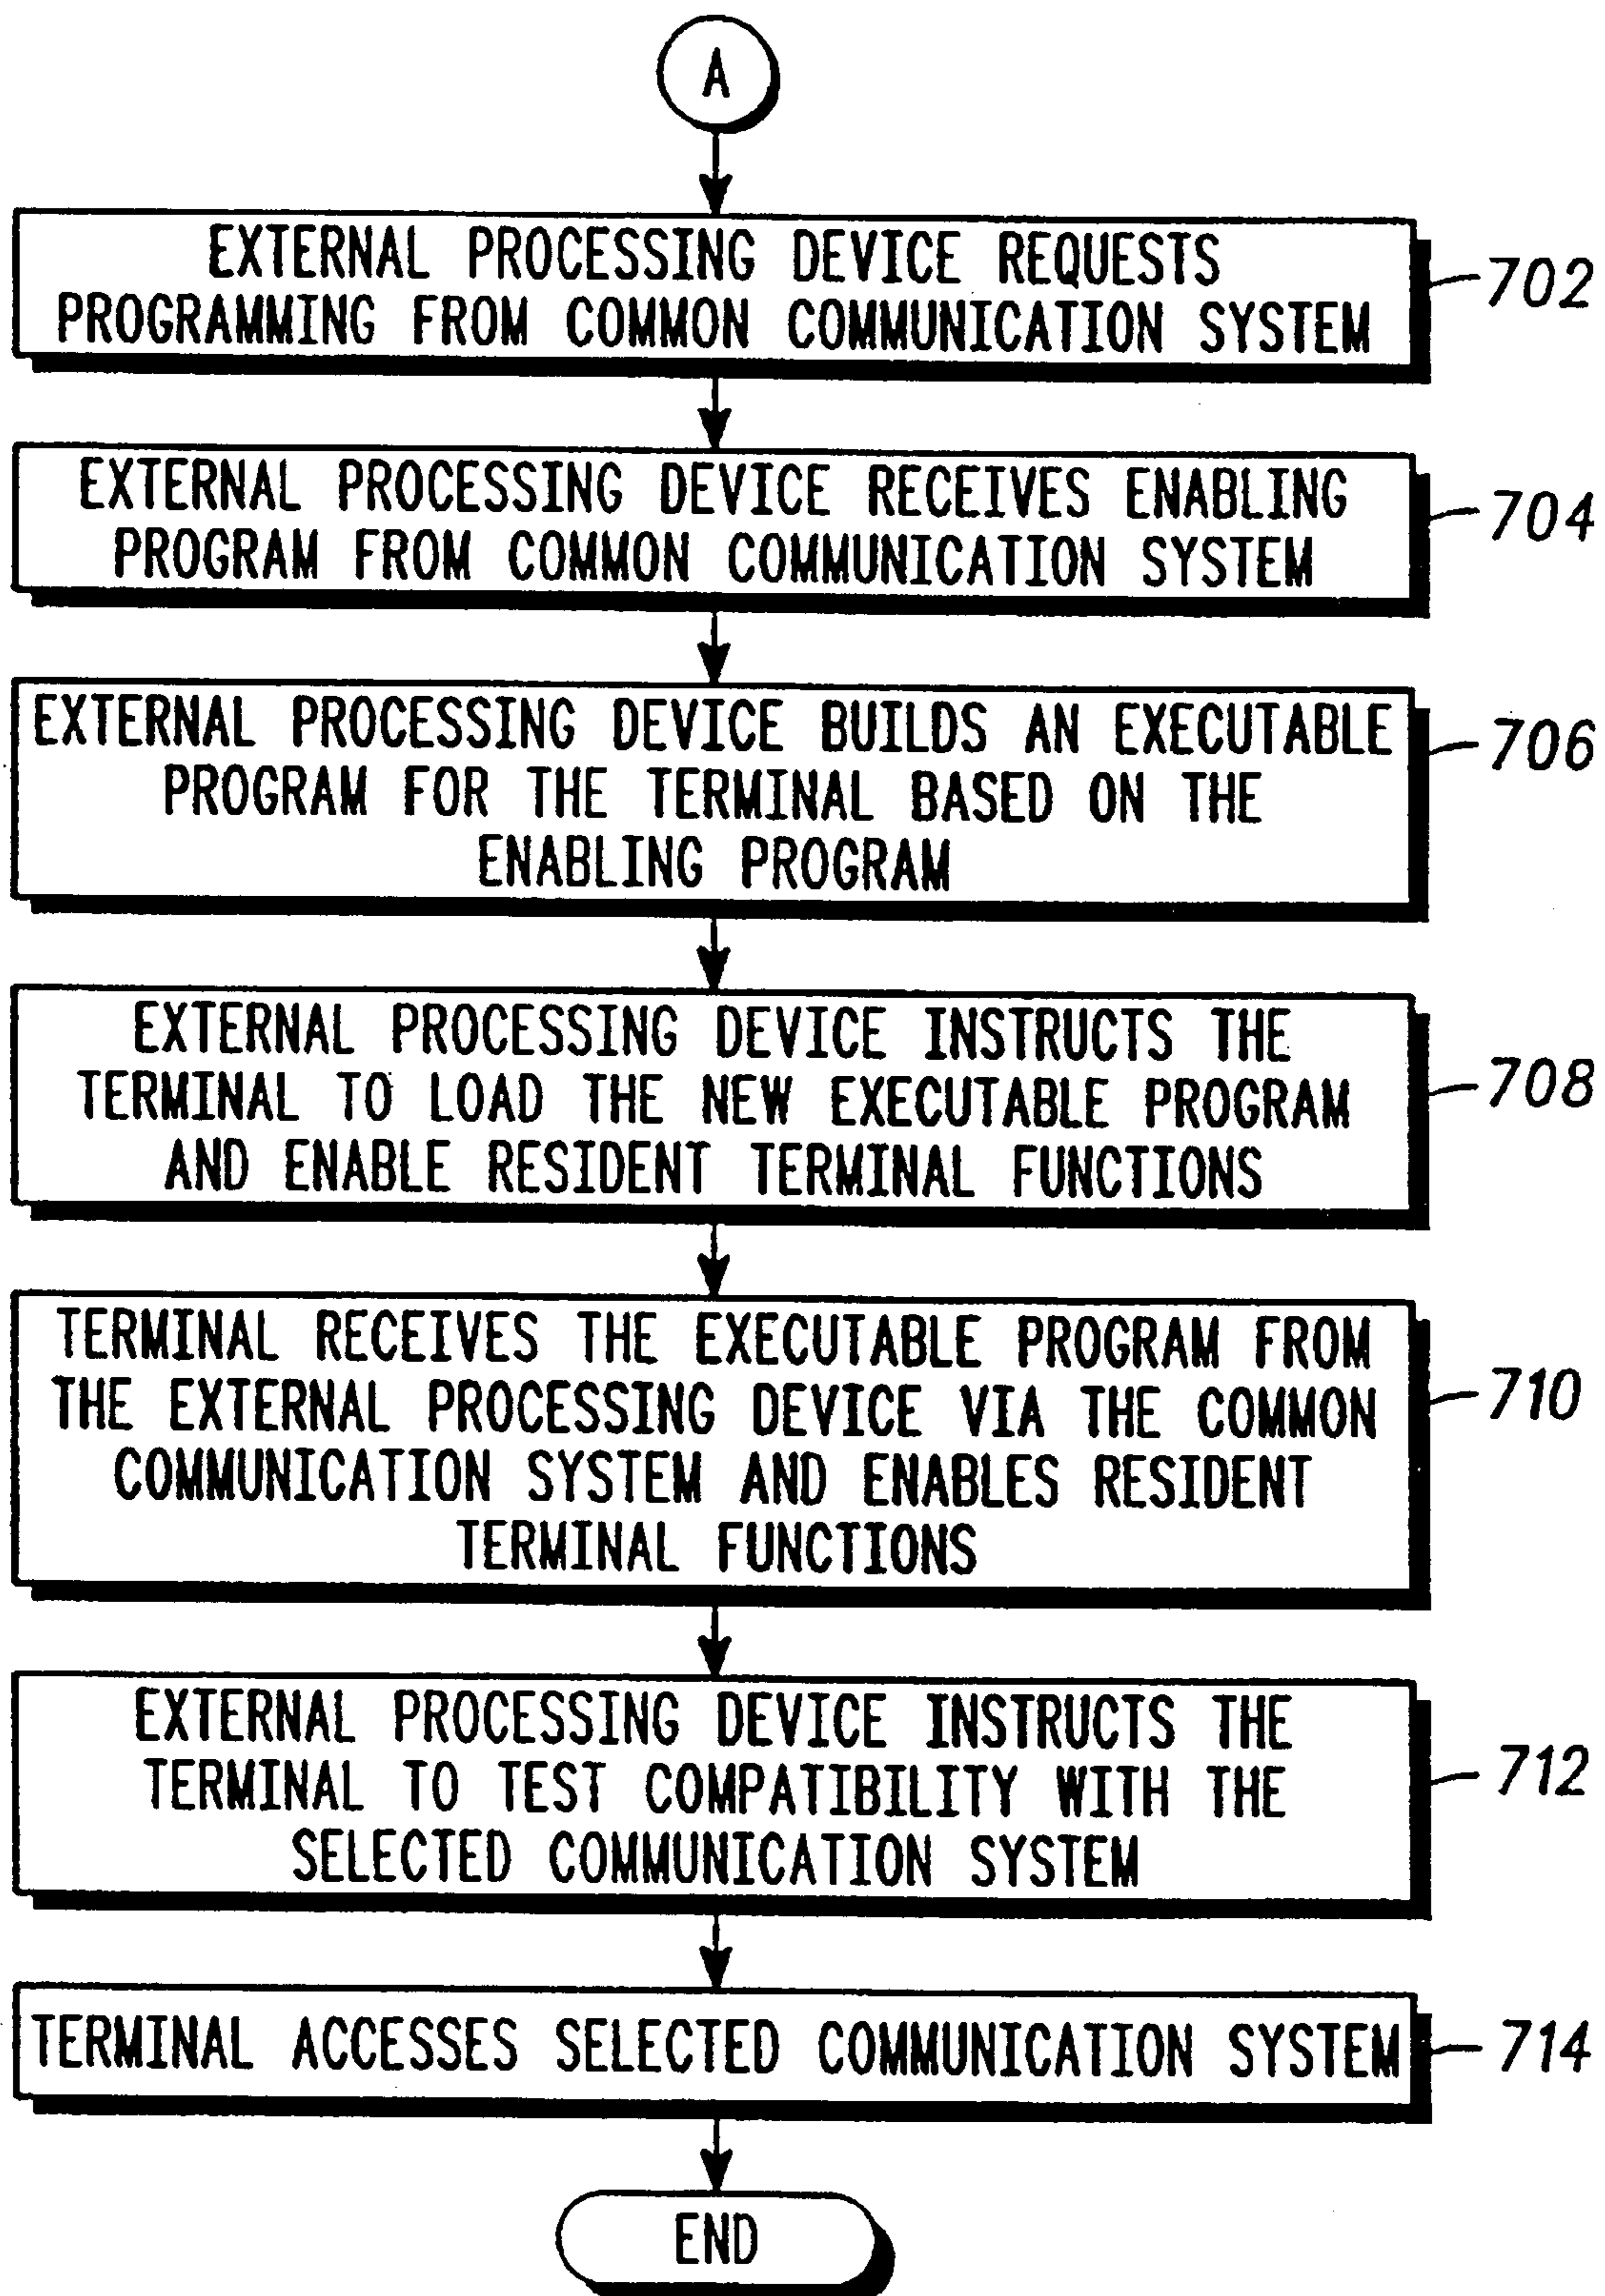 A
EXTERNAL PROCESSING DEVICE REQUESTS
PROGRAMMING FROM COMMON COMMUNICATION SYSTEM
702
EXTERNAL PROCESSING DEVICE RECEIVES ENABLING
PROGRAM FROM COMMON COMMUNICATION SYSTEM
704
EXTERNAL PROCESSING DEVICE BUILDS AN EXECUTABLE
PROGRAM FOR THE TERMINAL BASED ON THE
ENABLING PROGRAM
706
EXTERNAL PROCESSING DEVICE INSTRUCTS THE
TERMINAL TO LOAD THE NEW EXECUTABLE PROGRAM
AND ENABLE RESIDENT TERMINAL FUNCTIONS
708
TERMINAL RECEIVES THE EXECUTABLE PROGRAM FROM
THE EXTERNAL PROCESSING DEVICE VIA THE COMMON
COMMUNICATION SYSTEM AND ENABLES RESIDENT
TERMINAL FUNCTIONS
710
EXTERNAL PROCESSING DEVICE INSTRUCTS THE
TERMINAL TO TEST COMPATIBILITY WITH THE
SELECTED COMMUNICATION SYSTEM
712
TERMINAL ACCESSES SELECTED COMMUNICATION SYSTEM
714
END